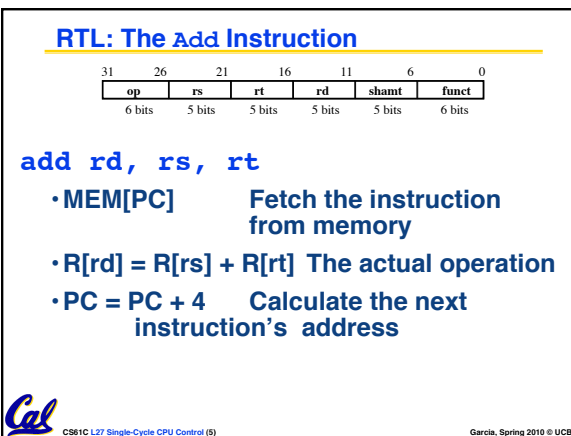 RTL: The Add Instruction
31 26 21 16 11 6 0
op rs rt rd shamt funct
6 bits 5 bits 5 bits 5 bits 5 bits 6 bits
add rd, rs, rt
• MEM[PC] Fetch the instruction
from memory
• R[rd] = R[rs] + R[rt] The actual operation
• PC = PC + 4 Calculate the next
instruction's address
Cal
CS61C L27 Single-Cycle CPU Control (5)
Garcia, Spring 2010 © UCB